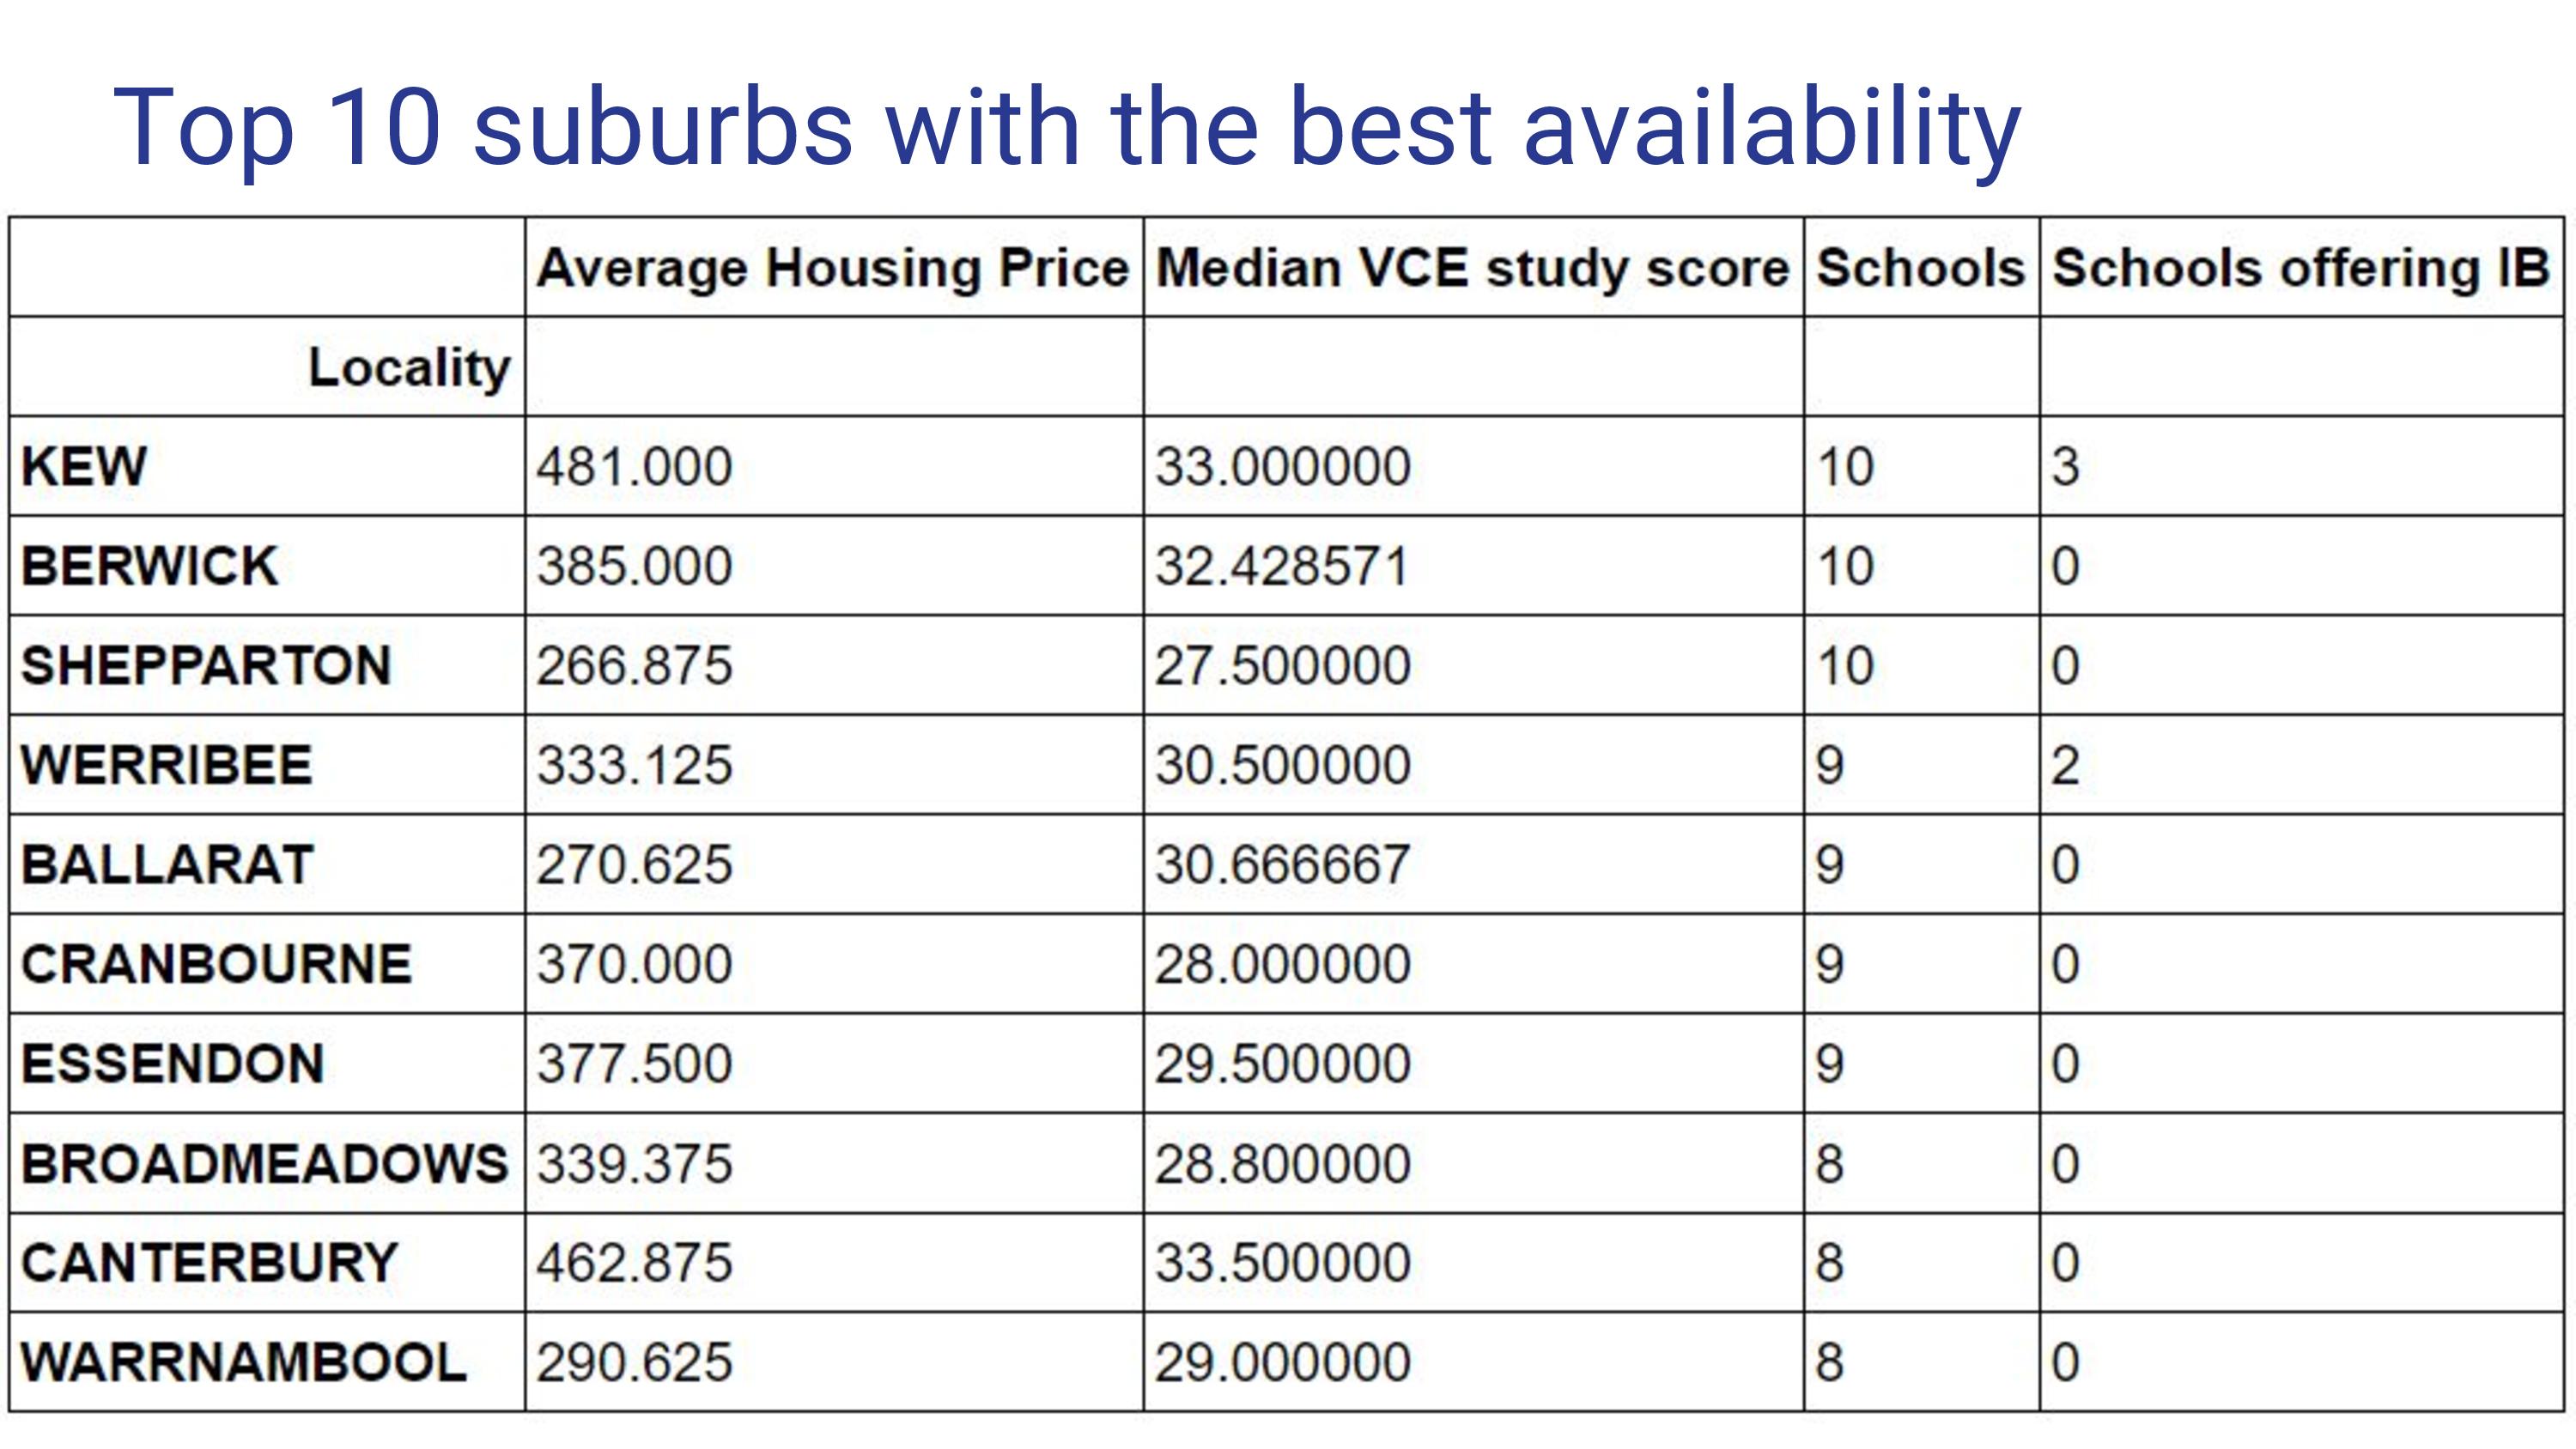 Top 10 suburbs with the best availability
Average Housing Price Median VCE study score Schools Schools offering IB
Locality
KEW 481.000 33.000000 10 3
BERWICK 385.000 32.428571 10 0
SHEPPARTON 266.875 27.500000 10 0
WERRIBEE 333.125 30.500000 9 2
BALLARAT 270.625 30.666667 9 0
CRANBOURNE 370.000 28.000000 9 0
ESSENDON 377.500 29.500000 9 0
BROADMEADOWS 339.375 28.800000 8 0
CANTERBURY 462.875 33.500000 8 0
WARRNAMBOOL 290.625 29.000000 8 0